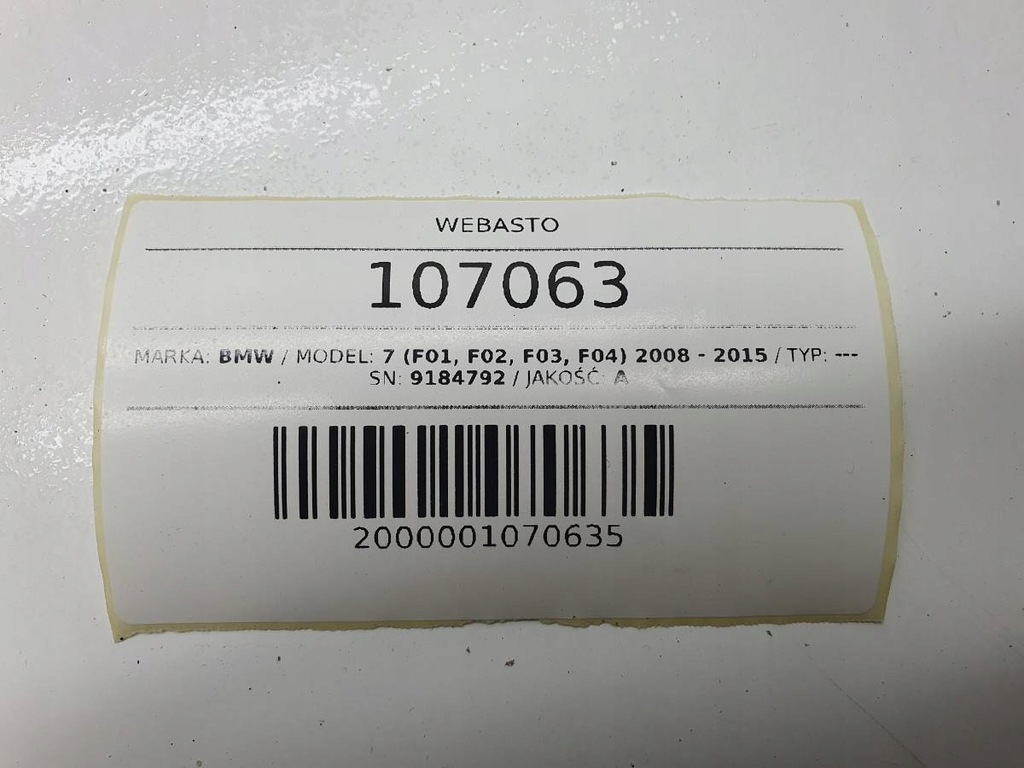 WEBASTO
107063
MARKA: BMW / MODEL: 7 (F01, F02, F03, F04) 2008 - 2015 / TYP: ---
SN: 9184792 / JAKOŚĆ: A
2000001070635